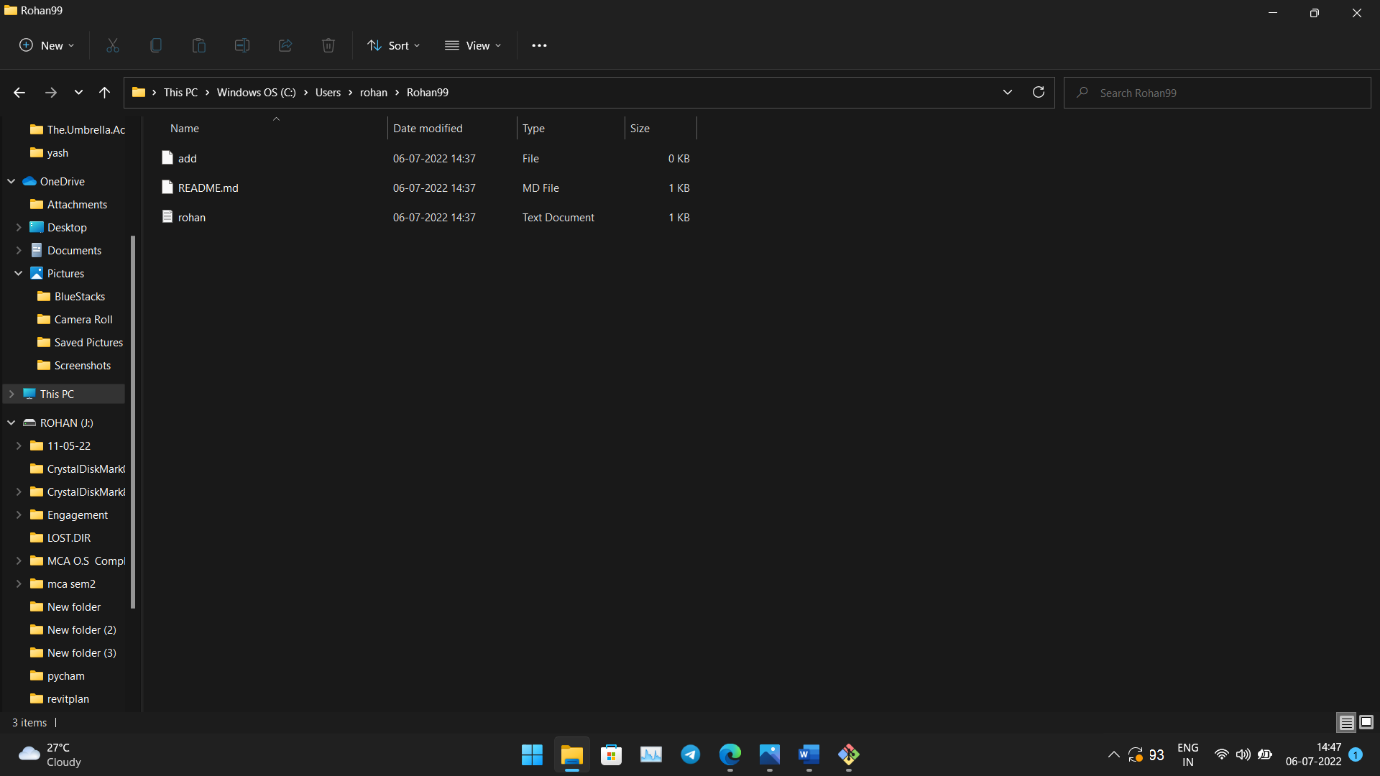 Rohan99
New
Sort
View
This PC
Windows OS (C:)
Users
rohan
Rohan99
Search Rohan99
Name
Date modified
Type
Size
add
06-07-2022 14:37
File
0 KB
README.md
06-07-2022 14:37
MD File
1 KB
rohan
06-07-2022 14:37
Text Document
1 KB
The.Umbrella.Ac
yash
OneDrive
Attachments
Desktop
Documents
Pictures
BlueStacks
Camera Roll
Saved Pictures
Screenshots
This PC
ROHAN (J:)
11-05-22
CrystalDiskMark
CrystalDiskMark
Engagement
LOST.DIR
MCA O.S Compl
mca sem2
New folder
New folder (2)
New folder (3)
pycham
revitplan
3 items
27°C
Cloudy
93
ENG
IN
14:47
06-07-2022
1